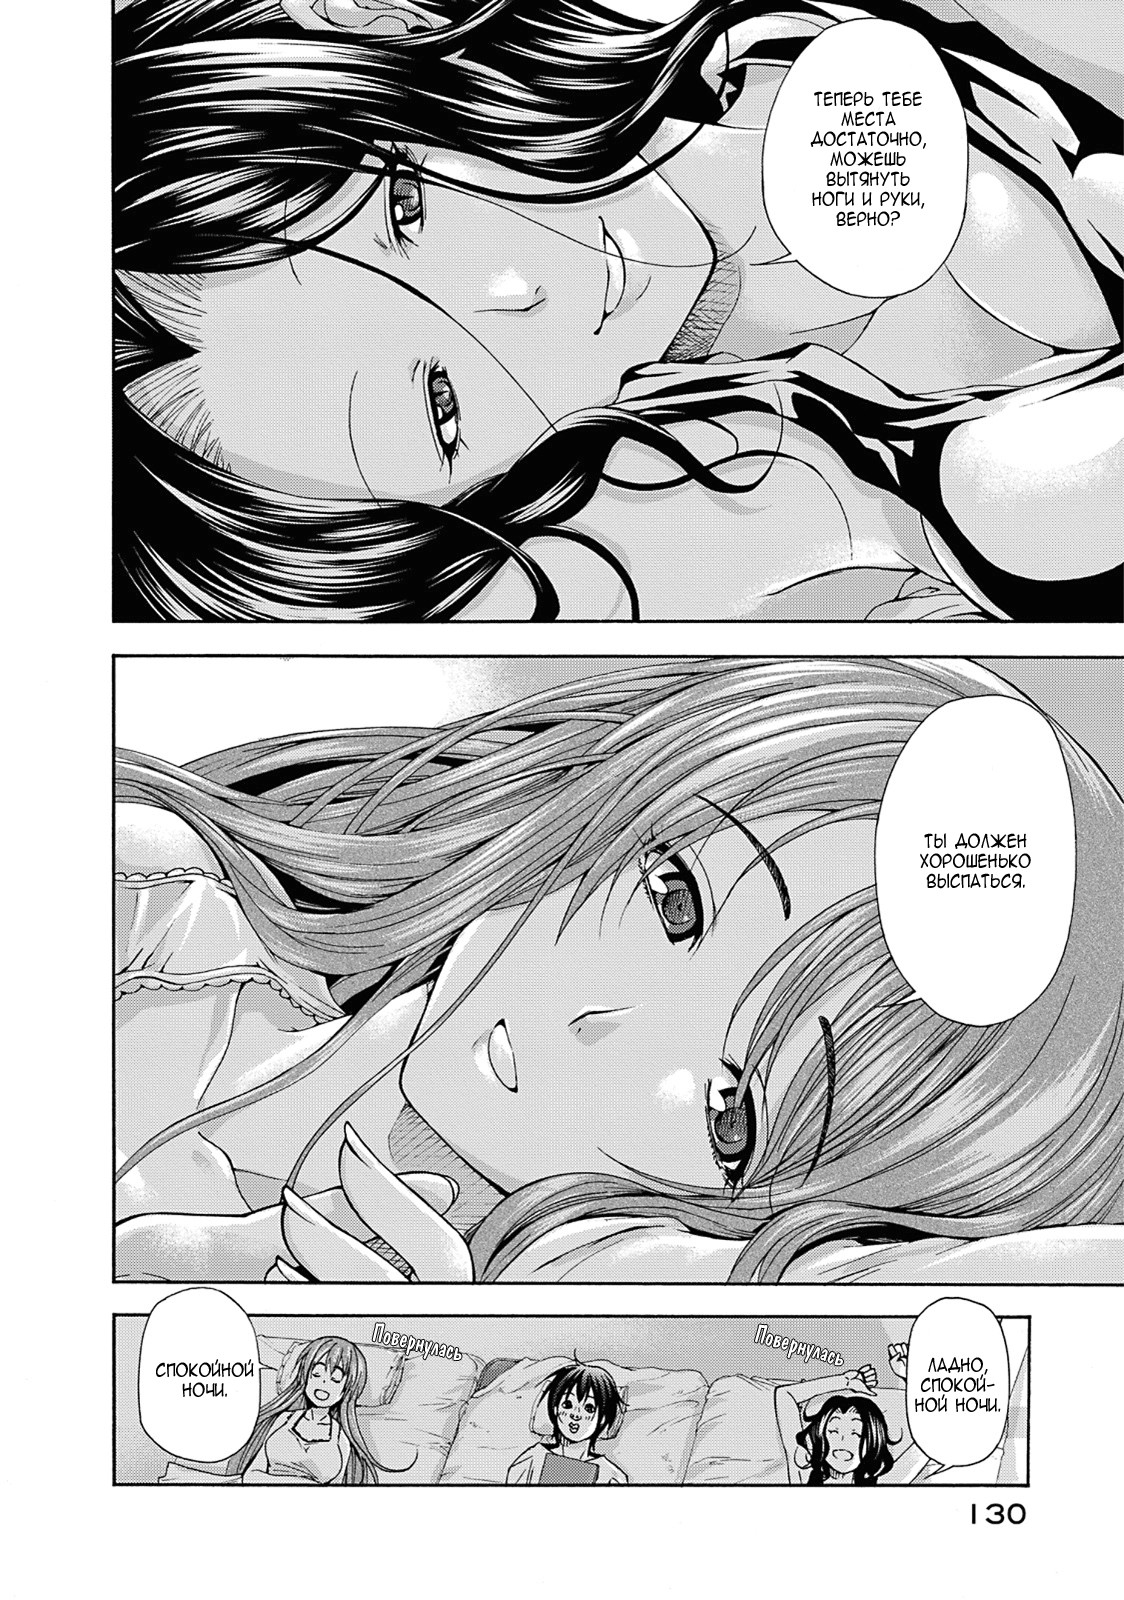 ТЕПЕРЬ ТЕБЕ
МЕСТА
ДОСТАТОЧНО,
МОЖЕШЬ
ВЫТЯНУТЬ
НОГИ И РУКИ,
ВЕРНО?
ТЫ ДОЛЖЕН
ХОРОШЕНЬКО
ВЫСПАТЬСЯ.
СПОКОЙНОЙ
НОЧИ.
Повернулась
Повернулась
ЛАДНО,
СПОКОЙ-
НОЙ НОЧИ.
130